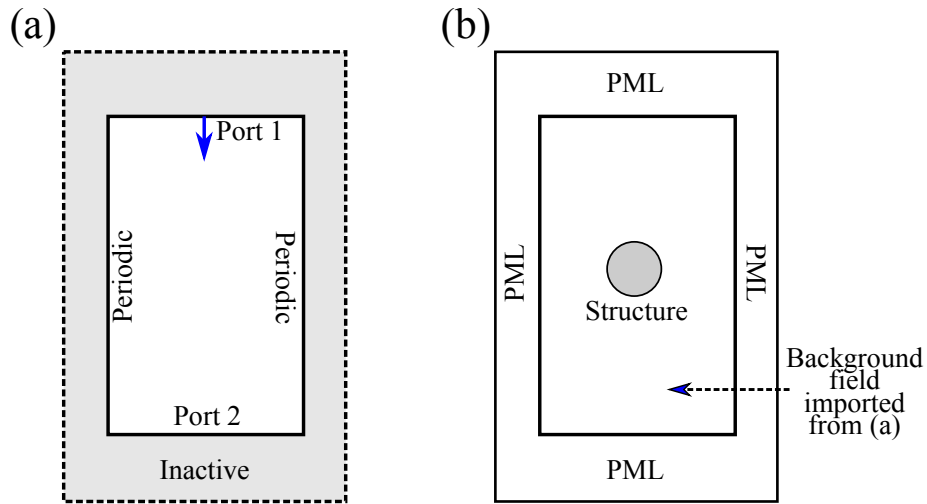 (a)
Port 1
Periodic
Periodic
Port 2
Inactive
(b)
PML
PML
PML
Structure
Background
field
imported
from (a)
PML